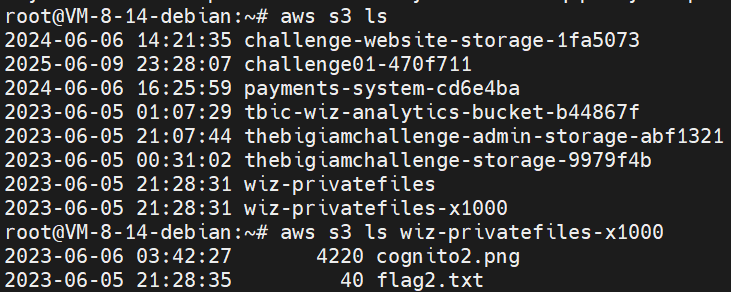 root@VM-8-14-debian:~# aws s3 ls
2024-06-06 14:21:35 challenge-website-storage-1fa5073
2025-06-09 23:28:07 challenge01-470f711
2024-06-06 16:25:59 payments-system-cd6e4ba
2023-06-05 01:07:29 tbic-wiz-analytics-bucket-b44867f
2023-06-05 21:07:44 thebigiamchallenge-admin-storage-abf1321
2023-06-05 00:31:02 thebigiamchallenge-storage-9979f4b
2023-06-05 21:28:31 wiz-privatefiles
2023-06-05 21:28:31 wiz-privatefiles-x1000
root@VM-8-14-debian:~# aws s3 ls wiz-privatefiles-x1000
2023-06-06 03:42:27       4220 cognito2.png
2023-06-05 21:28:35         40 flag2.txt